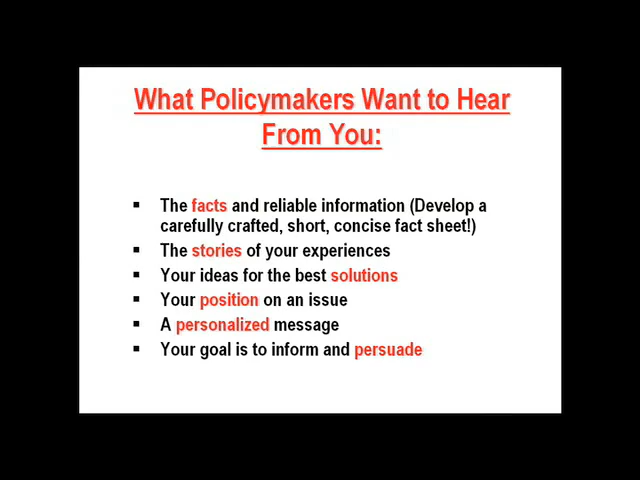 What Policymakers Want to Hear
From You:
▪ The facts and reliable information (Develop a
carefully crafted, short, concise fact sheet!)
▪ The stories of your experiences
▪ Your ideas for the best solutions
▪ Your position on an issue
▪ A personalized message
▪ Your goal is to inform and persuade